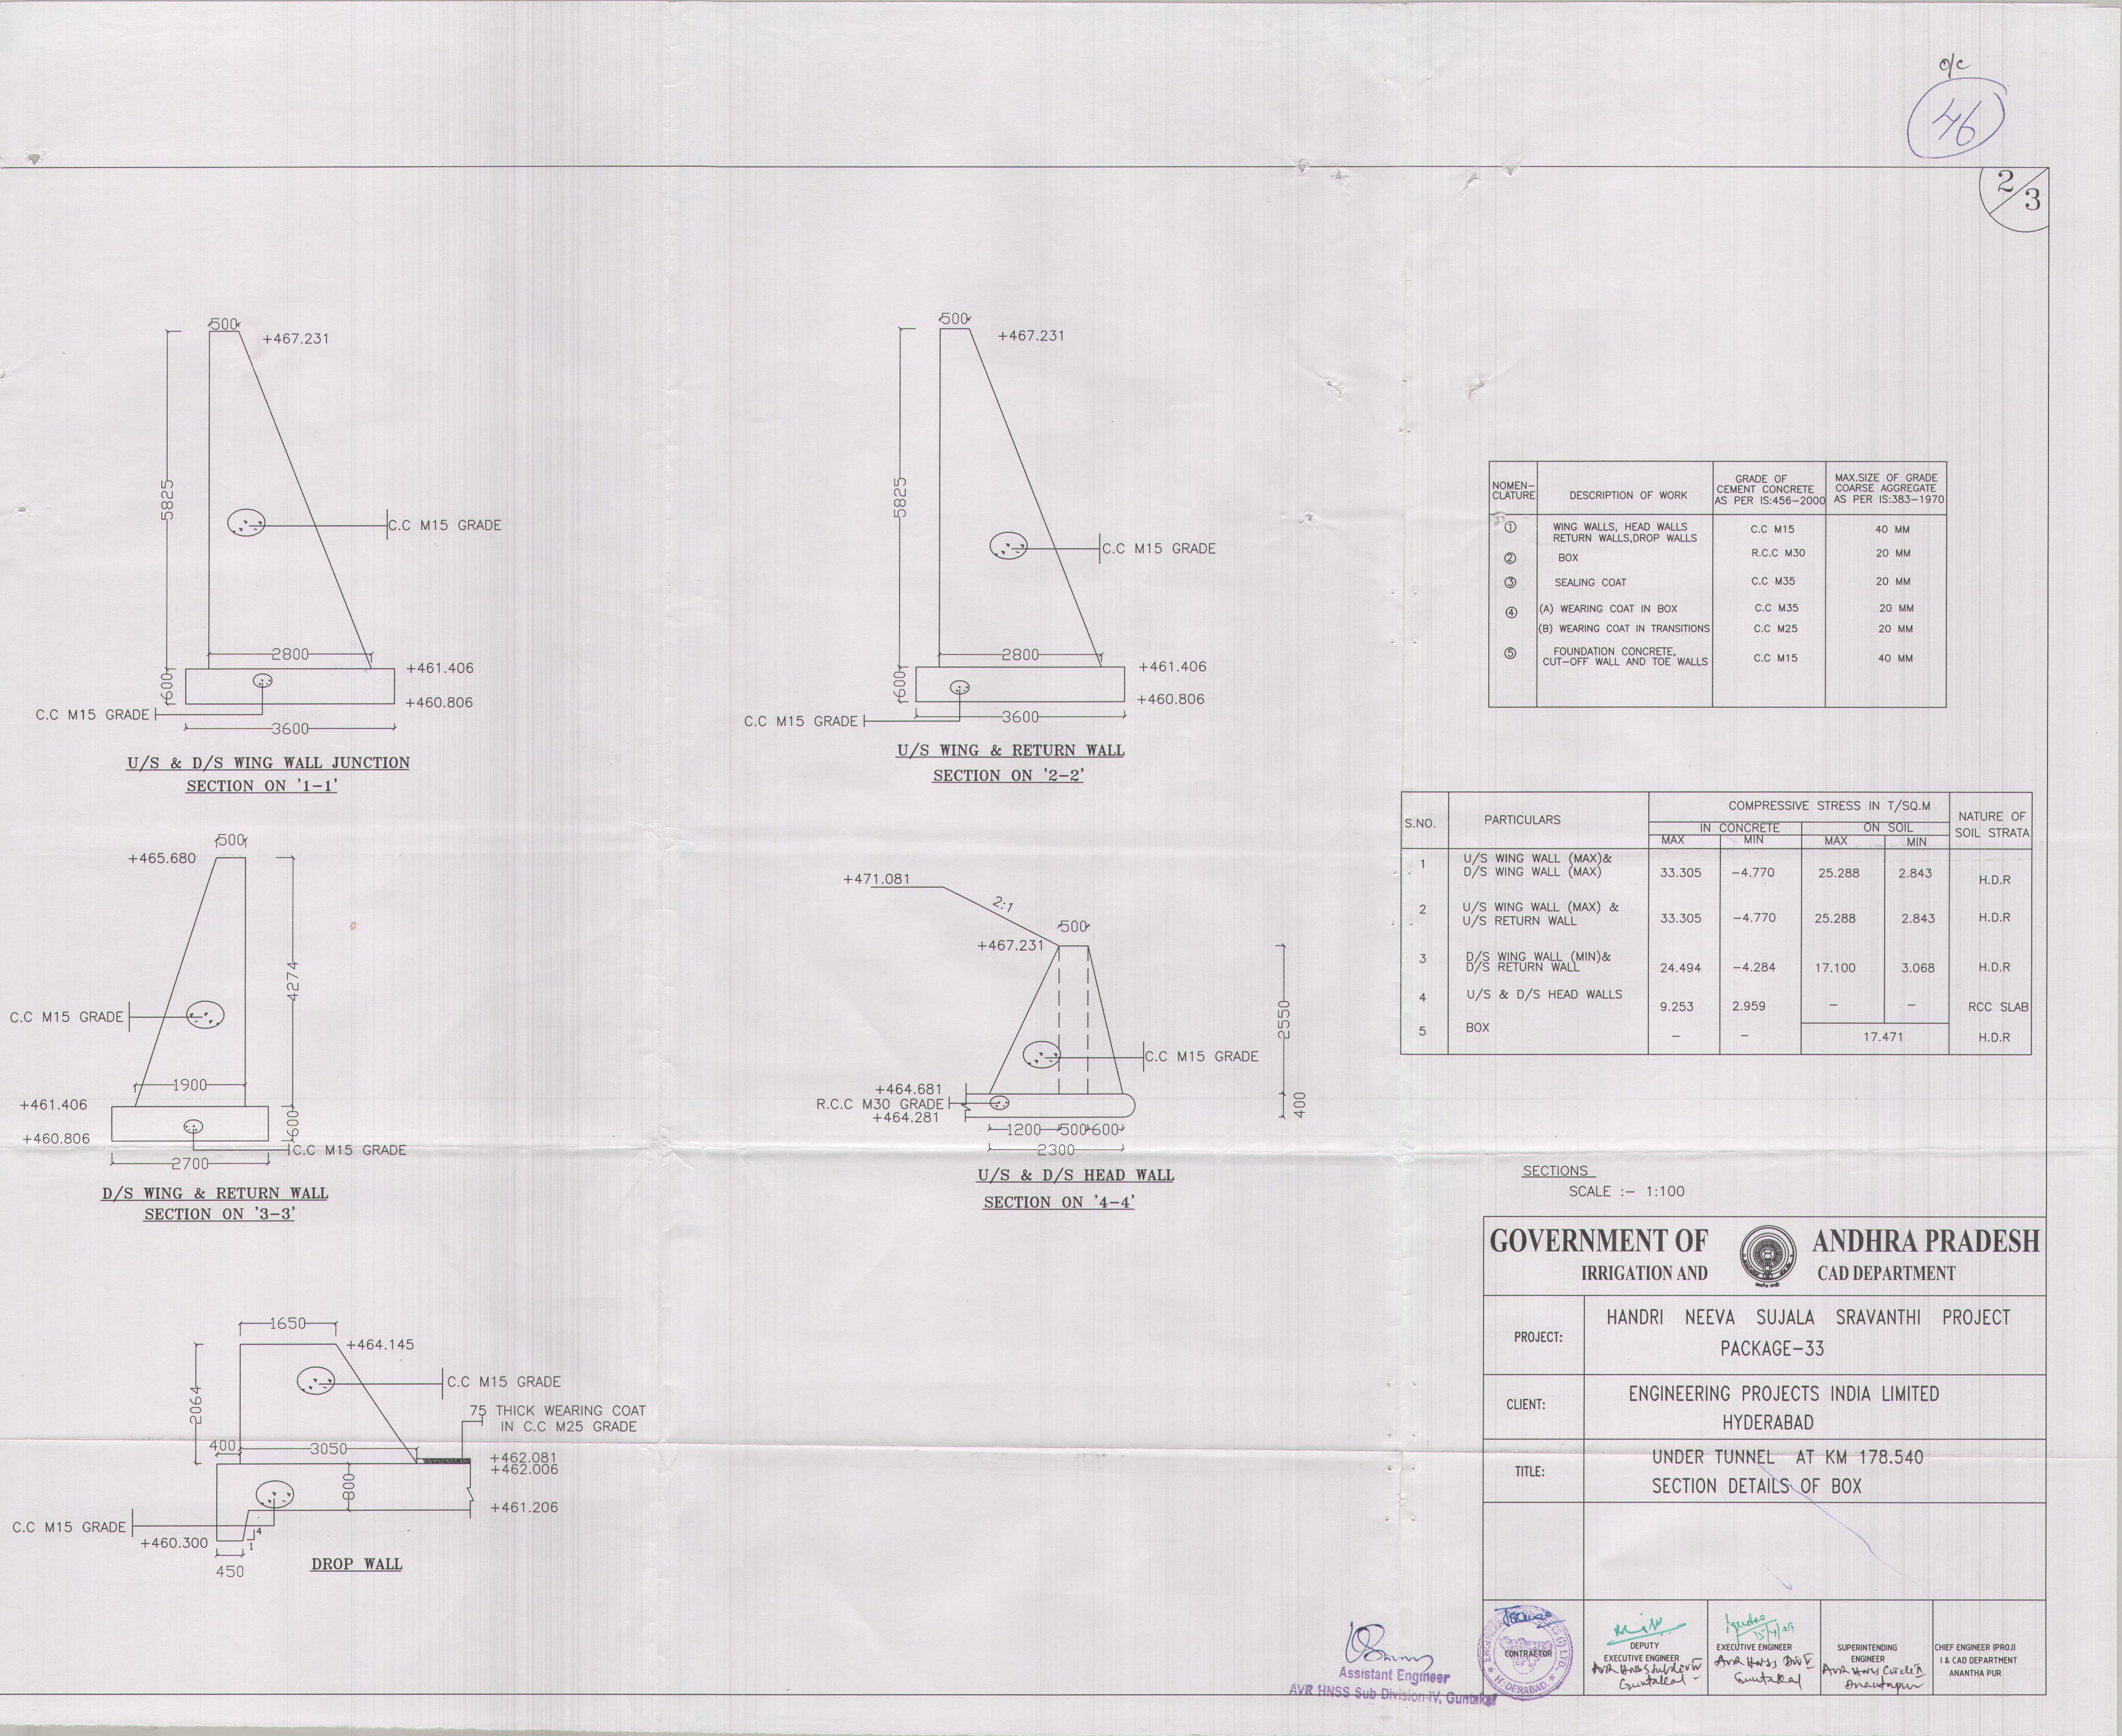 o/c
46
2/3
500
+467.231
5825
C.C M15 GRADE
2800
+461.406
600
+460.806
C.C M15 GRADE
3600
U/S & D/S WING WALL JUNCTION
SECTION ON '1-1'
500
+467.231
5825
C.C M15 GRADE
2800
+461.406
600
+460.806
C.C M15 GRADE
3600
U/S WING & RETURN WALL
SECTION ON '2-2'
NOMEN-
CLATURE
DESCRIPTION OF WORK
GRADE OF
CEMENT CONCRETE
AS PER IS:456-2000
MAX.SIZE OF GRADE
COARSE AGGREGATE
AS PER IS:383-1970
① WING WALLS, HEAD WALLS C.C M15 40 MM
RETURN WALLS,DROP WALLS
② BOX R.C.C M30 20 MM
③ SEALING COAT C.C M35 20 MM
④ (A) WEARING COAT IN BOX C.C M35 20 MM
(B) WEARING COAT IN TRANSITIONS C.C M25 20 MM
⑤ FOUNDATION CONCRETE, C.C M15 40 MM
CUT-OFF WALL AND TOE WALLS
500
+465.680
4274
C.C M15 GRADE
1900
+461.406
600
+460.806
C.C M15 GRADE
2700
D/S WING & RETURN WALL
SECTION ON '3-3'
+471.081
2:1
500
+467.231
2550
C.C M15 GRADE
+464.681
R.C.C M30 GRADE
+464.281
400
1200 500 600
2300
U/S & D/S HEAD WALL
SECTION ON '4-4'
S.NO. PARTICULARS COMPRESSIVE STRESS IN T/SQ.M NATURE OF
SOIL STRATA
IN CONCRETE ON SOIL
MAX MIN MAX MIN
1 U/S WING WALL (MAX)&
D/S WING WALL (MAX) 33.305 -4.770 25.288 2.843 H.D.R
2 U/S WING WALL (MAX) &
U/S RETURN WALL 33.305 -4.770 25.288 2.843 H.D.R
3 D/S WING WALL (MIN)&
D/S RETURN WALL 24.494 -4.284 17.100 3.068 H.D.R
4 U/S & D/S HEAD WALLS 9.253 2.959 - - RCC SLAB
5 BOX - - 17.471 H.D.R
SECTIONS
SCALE :- 1:100
1650
+464.145
2064
C.C M15 GRADE
75 THICK WEARING COAT
IN C.C M25 GRADE
400
3050
+462.081
+462.006
800
+461.206
C.C M15 GRADE
+460.300
4
1
450
DROP WALL
GOVERNMENT OF ANDHRA PRADESH
IRRIGATION AND CAD DEPARTMENT
PROJECT: HANDRI NEEVA SUJALA SRAVANTHI PROJECT
PACKAGE-33
CLIENT: ENGINEERING PROJECTS INDIA LIMITED
HYDERABAD
TITLE: UNDER TUNNEL AT KM 178.540
SECTION DETAILS OF BOX
Assistant Engineer
AVR HNSS Sub Division-IV, Guntakal
CONTRACTOR
DEPUTY
EXECUTIVE ENGINEER
AVR HNSS Sub Divn IV
Guntakal
EXECUTIVE ENGINEER
AVR HNSS
Guntakal
SUPERINTENDING
ENGINEER
AVR HNSS Circle
Anantapur
CHIEF ENGINEER (PROJ)
I & CAD DEPARTMENT
ANANTHA PUR